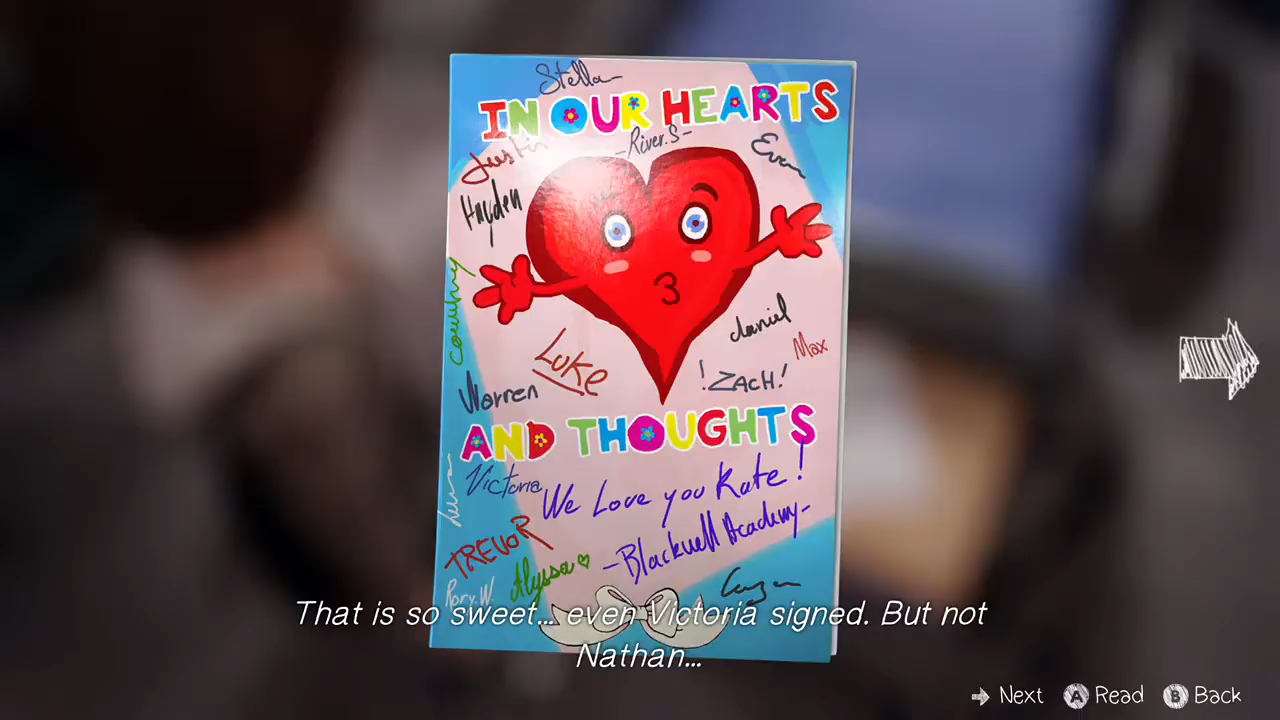 Stella
IN OUR HEARTS
Justin
-River.S-
Evan
Hayden
Courtney
daniel
Max
Luke
!ZACH!
Warren
AND THOUGHTS
Victoria
We Love you Kate!
-Blackwell Academy-
TREVOR
Alyssa
Rory W.
That is so sweet... even Victoria signed. But not
Nathan...
Next
A Read
B Back